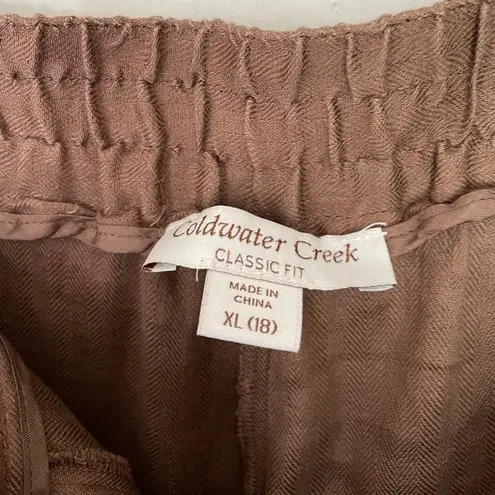 Coldwater Creek
CLASSIC FIT
MADE IN
CHINA
XL (18)